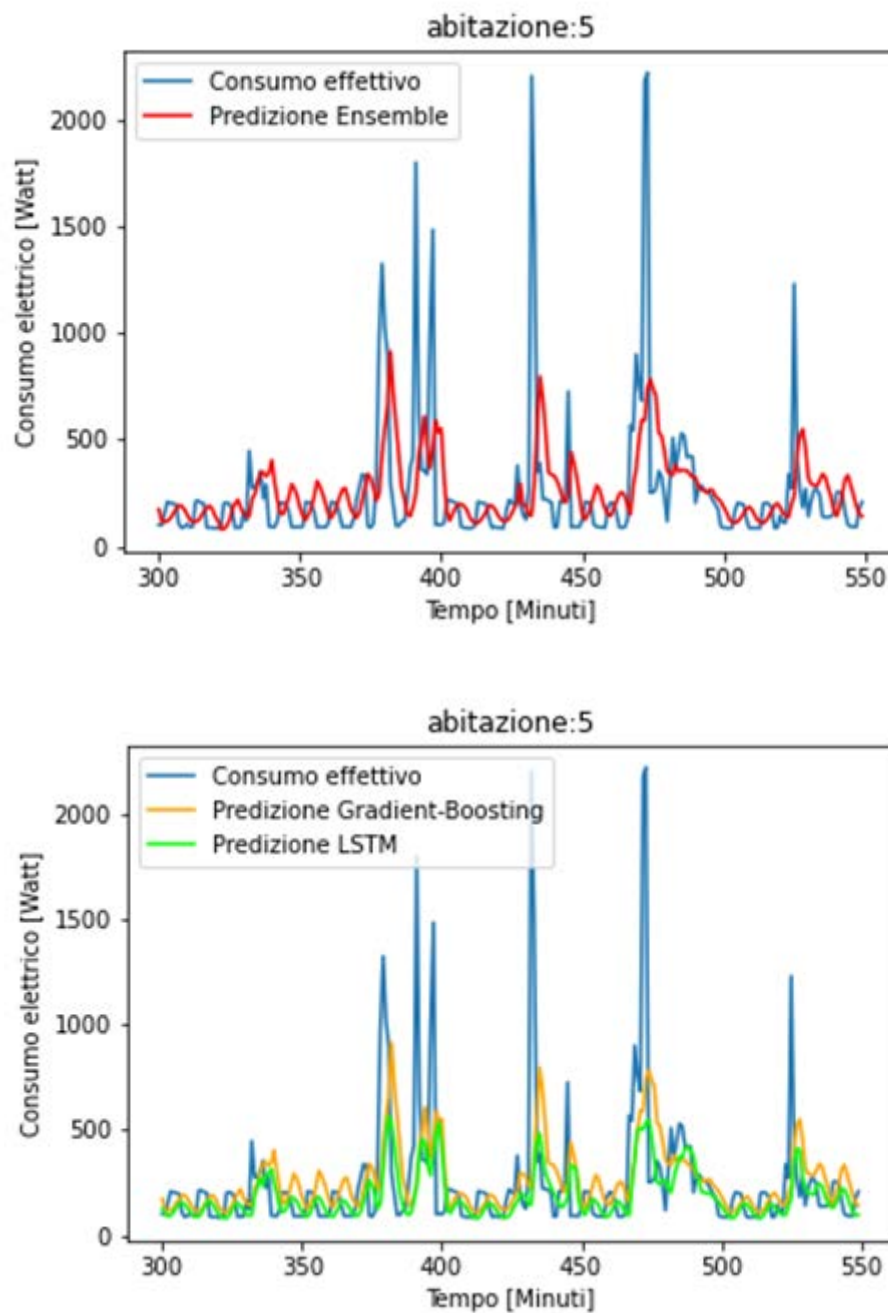 abitazione:5
Consumo effettivo
Predizione Ensemble
Consumo elettrico [Watt]
2000
1500
1000
500
0
300 350 400 450 500 550
Tempo [Minuti]
abitazione:5
Consumo effettivo
Predizione Gradient-Boosting
Predizione LSTM
Consumo elettrico [Watt]
2000
1500
1000
500
0
300 350 400 450 500 550
Tempo [Minuti]